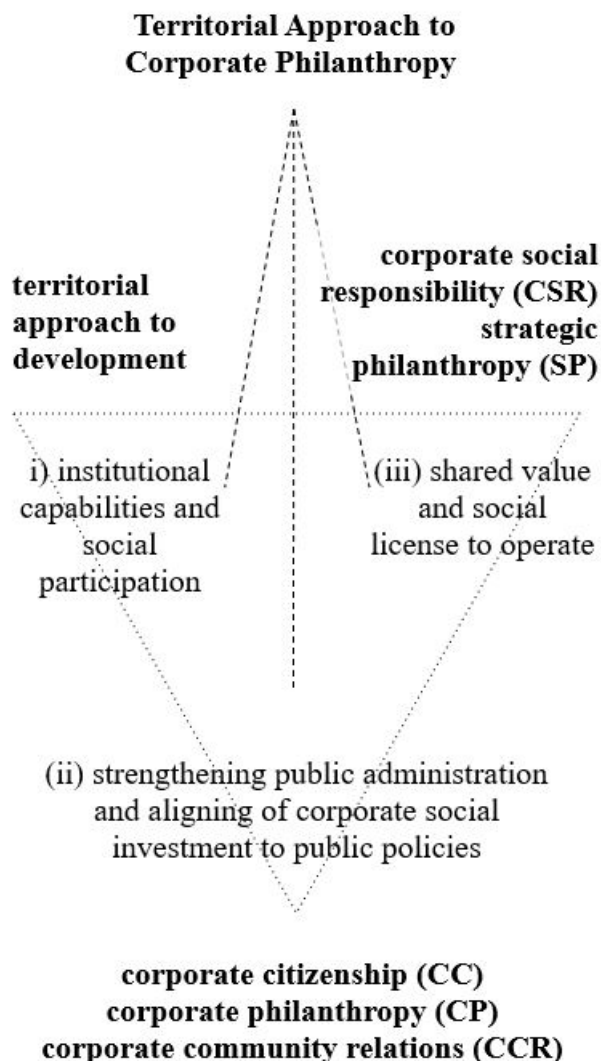 Territorial Approach to
Corporate Philanthropy
territorial
approach to
development
corporate social
responsibility (CSR)
strategic
philanthropy (SP)
i) institutional
capabilities and
social
participation
(iii) shared value
and social
license to operate
(ii) strengthening public administration
and aligning of corporate social
investment to public policies
corporate citizenship (CC)
corporate philanthropy (CP)
corporate community relations (CCR)